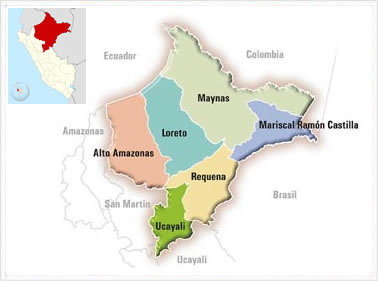 Ecuador
Colombia
Maynas
Mariscal Ramón Castilla
Amazonas
Loreto
Alto Amazonas
Requena
Brasil
San Martín
Ucayali
Ucayali